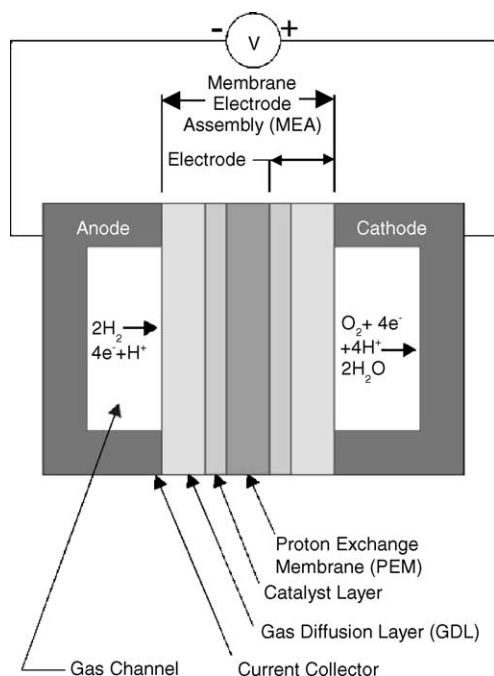 - V +
Membrane
Electrode
Assembly (MEA)
Electrode
Anode
Cathode
2H₂
4e⁻+H⁺
O₂+ 4e⁻
+4H⁺
2H₂O
Proton Exchange
Membrane (PEM)
Catalyst Layer
Gas Diffusion Layer (GDL)
Gas Channel
Current Collector